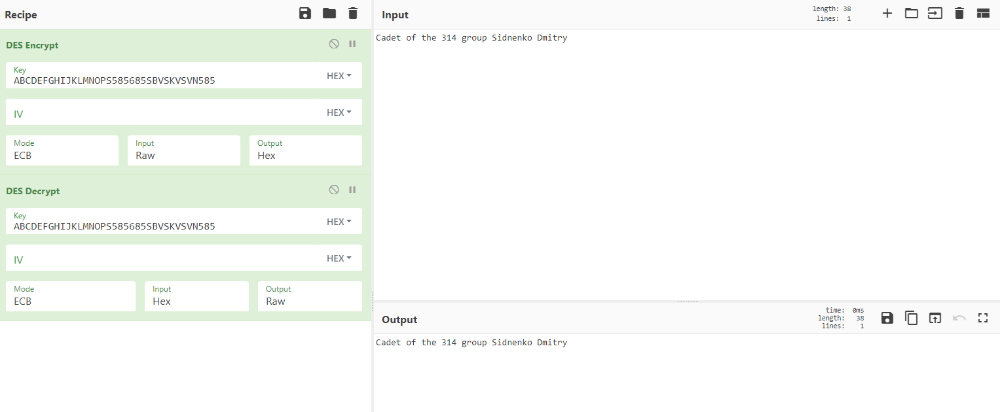 Recipe
DES Encrypt
Key
ABCDEFGHIJKLMNOPS585685SBVSKVSVN585
HEX
IV
HEX
Mode
ECB
Input
Raw
Output
Hex
DES Decrypt
Key
ABCDEFGHIJKLMNOPS585685SBVSKVSVN585
HEX
IV
HEX
Mode
ECB
Input
Hex
Output
Raw
Input
length: 38
lines: 1
Cadet of the 314 group Sidnenko Dmitry
Output
time: 0ms
length: 38
lines: 1
Cadet of the 314 group Sidnenko Dmitry